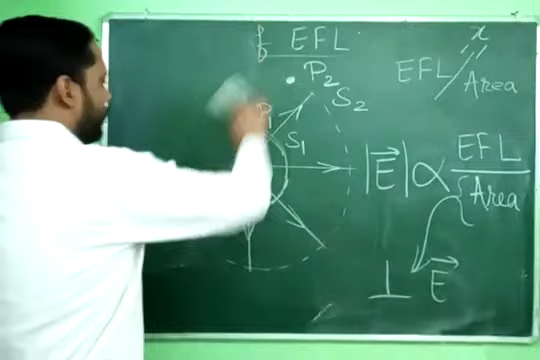 EFL
P₂
x
EFL/Area
S₂
P₁
S₁
|E⃗| ∝ EFL/Area
⊥ E⃗